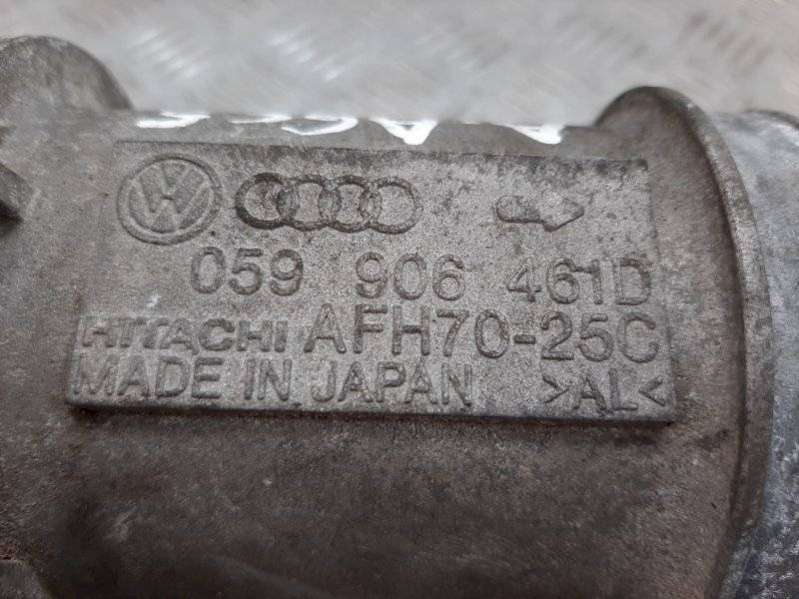 059 906 461D
HITACHI AFH70-25C
MADE IN JAPAN >AL<